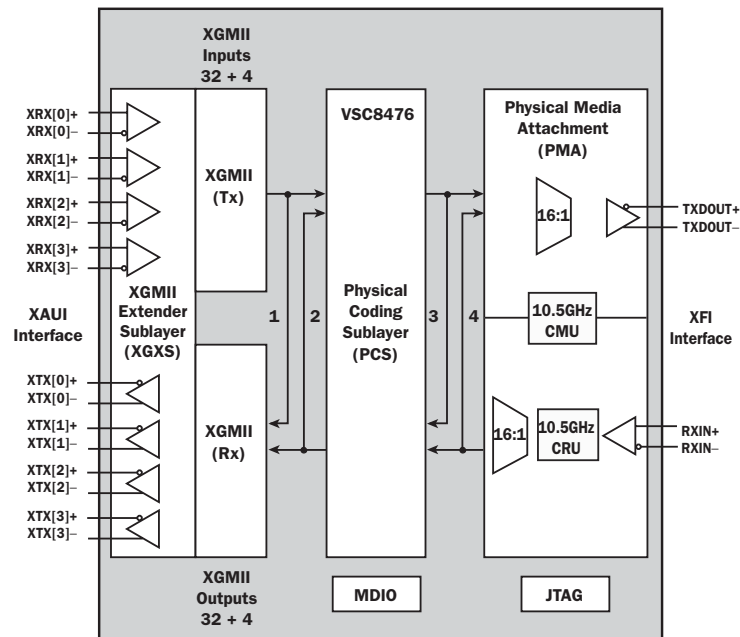 XGMII
Inputs
32 + 4
XRX[0]+
XRX[0]–
XRX[1]+
XRX[1]–
XRX[2]+
XRX[2]–
XRX[3]+
XRX[3]–
XGMII
(Tx)
XAUI
Interface
XGMII
Extender
Sublayer
(XGXS)
XTX[0]+
XTX[0]–
XTX[1]+
XTX[1]–
XTX[2]+
XTX[2]–
XTX[3]+
XTX[3]–
XGMII
(Rx)
XGMII
Outputs
32 + 4
1
2
VSC8476
Physical
Coding
Sublayer
(PCS)
3
4
Physical Media
Attachment
(PMA)
16:1
TXDOUT+
TXDOUT–
10.5GHz
CMU
XFI
Interface
16:1
10.5GHz
CRU
RXIN+
RXIN–
MDIO
JTAG